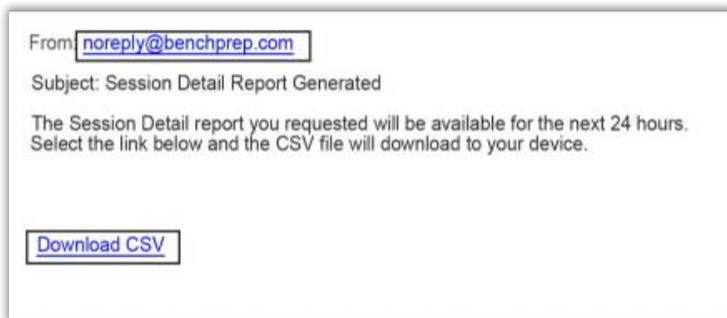 From: noreply@benchprep.com
Subject: Session Detail Report Generated
The Session Detail report you requested will be available for the next 24 hours.
Select the link below and the CSV file will download to your device.
Download CSV